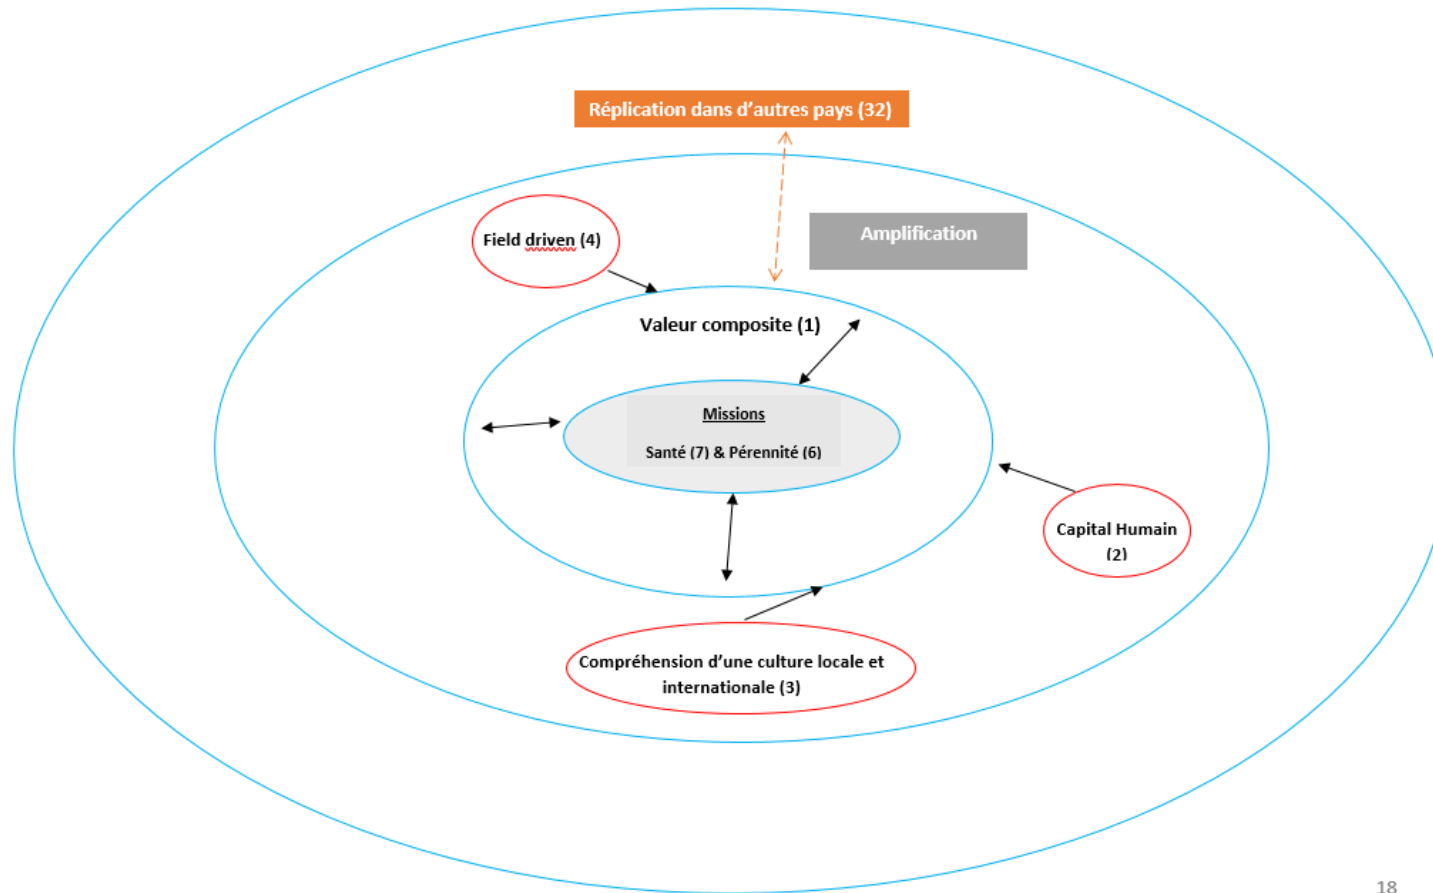 Réplication dans d’autres pays (32)
Field driven (4)
Amplification
Valeur composite (1)
Missions
Santé (7) & Pérennité (6)
Capital Humain
(2)
Compréhension d’une culture locale et
internationale (3)
18